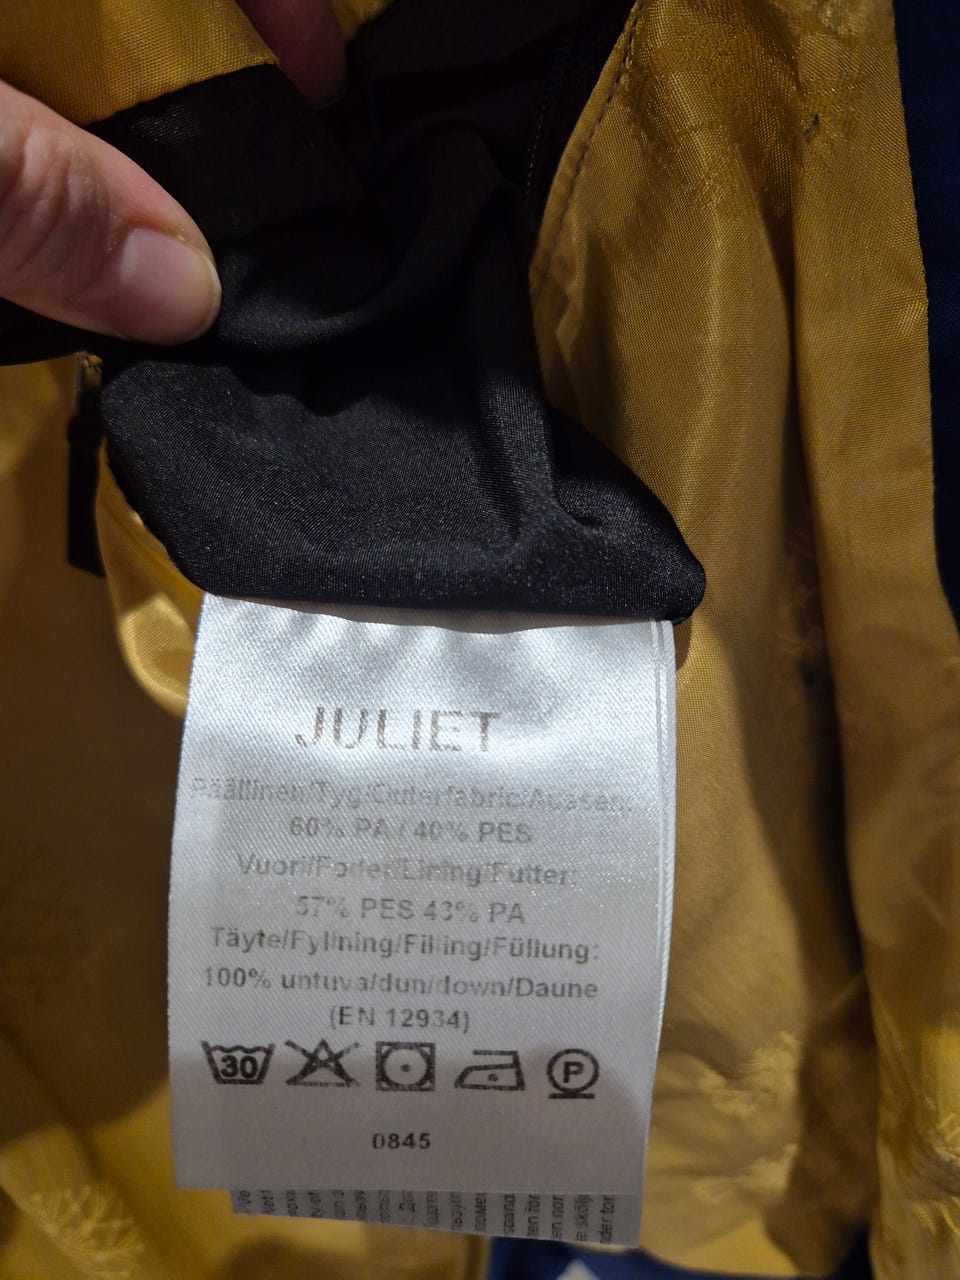 JULIET
Päällinen/Tyg/Outerfabric/Aussen:
60% PA / 40% PES
Vuori/Foder/Lining/Futter:
57% PES 43% PA
Täyte/Fyllning/Filling/Füllung:
100% untuva/dun/down/Daune
(EN 12934)
30
P
0845